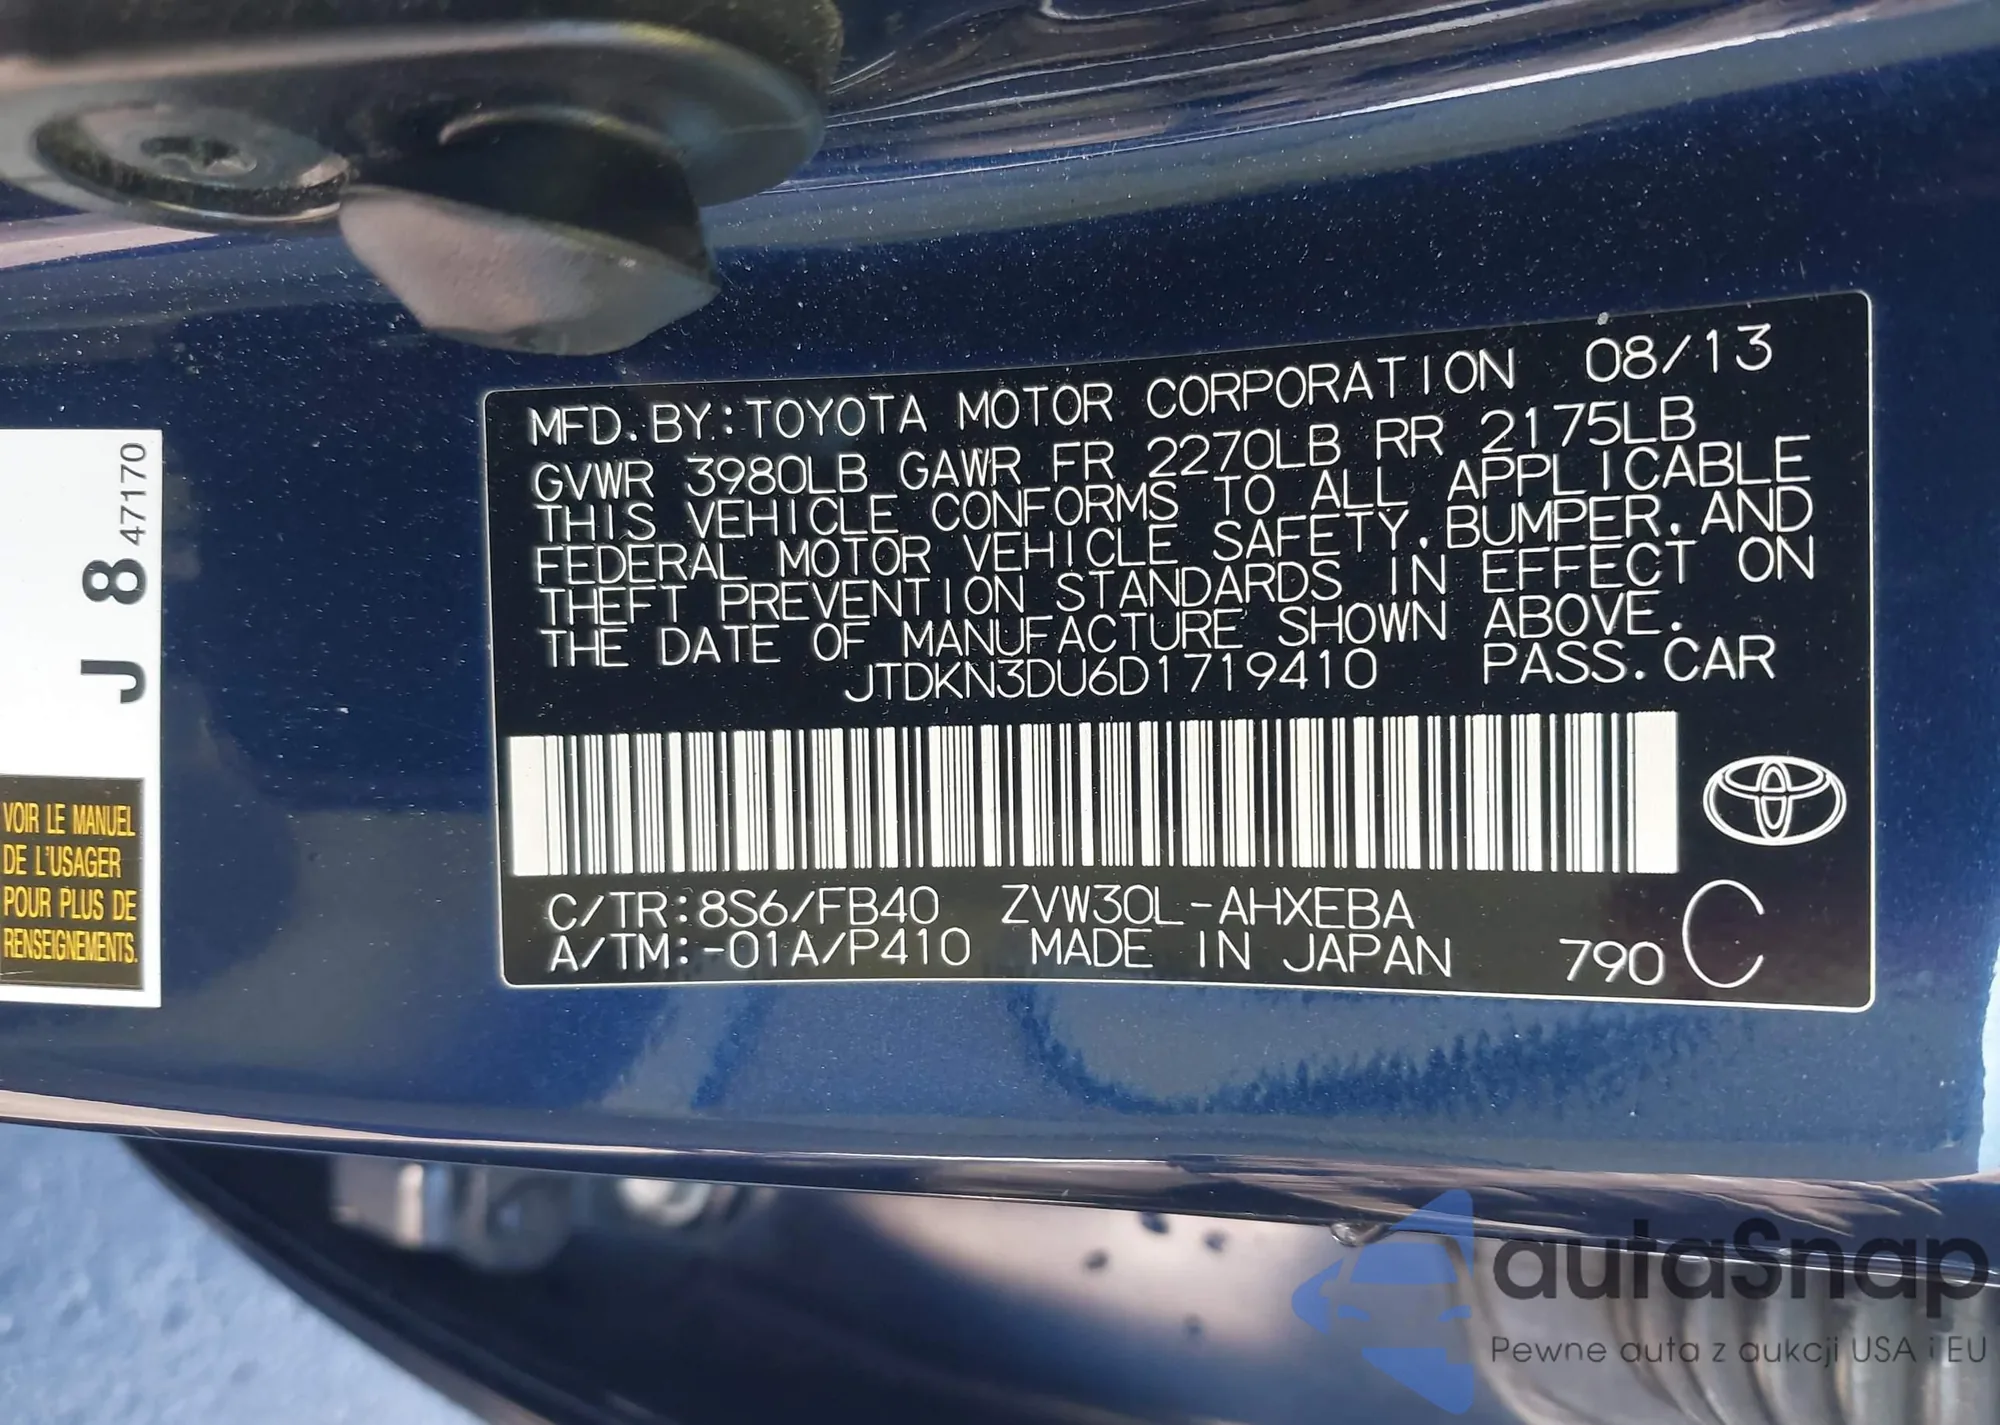 MFD. BY: TOYOTA MOTOR CORPORATION 08/13
GVWR 3980LB GAWR FR 2270LB RR 2175LB
THIS VEHICLE CONFORMS TO ALL APPLICABLE
FEDERAL MOTOR VEHICLE SAFETY, BUMPER, AND
THEFT PREVENTION STANDARDS IN EFFECT ON
THE DATE OF MANUFACTURE SHOWN ABOVE.
JTDKN3DU6D1719410 PASS. CAR
C/TR: 8S6/FB40 ZVW30L-AHXEBA
A/TM: -01A/P410 MADE IN JAPAN 790 C
J 8 47170
VOIR LE MANUEL
DE L'USAGER
POUR PLUS DE
RENSEIGNEMENTS.
autaSnap
Pewne auta z aukcji USA i EU